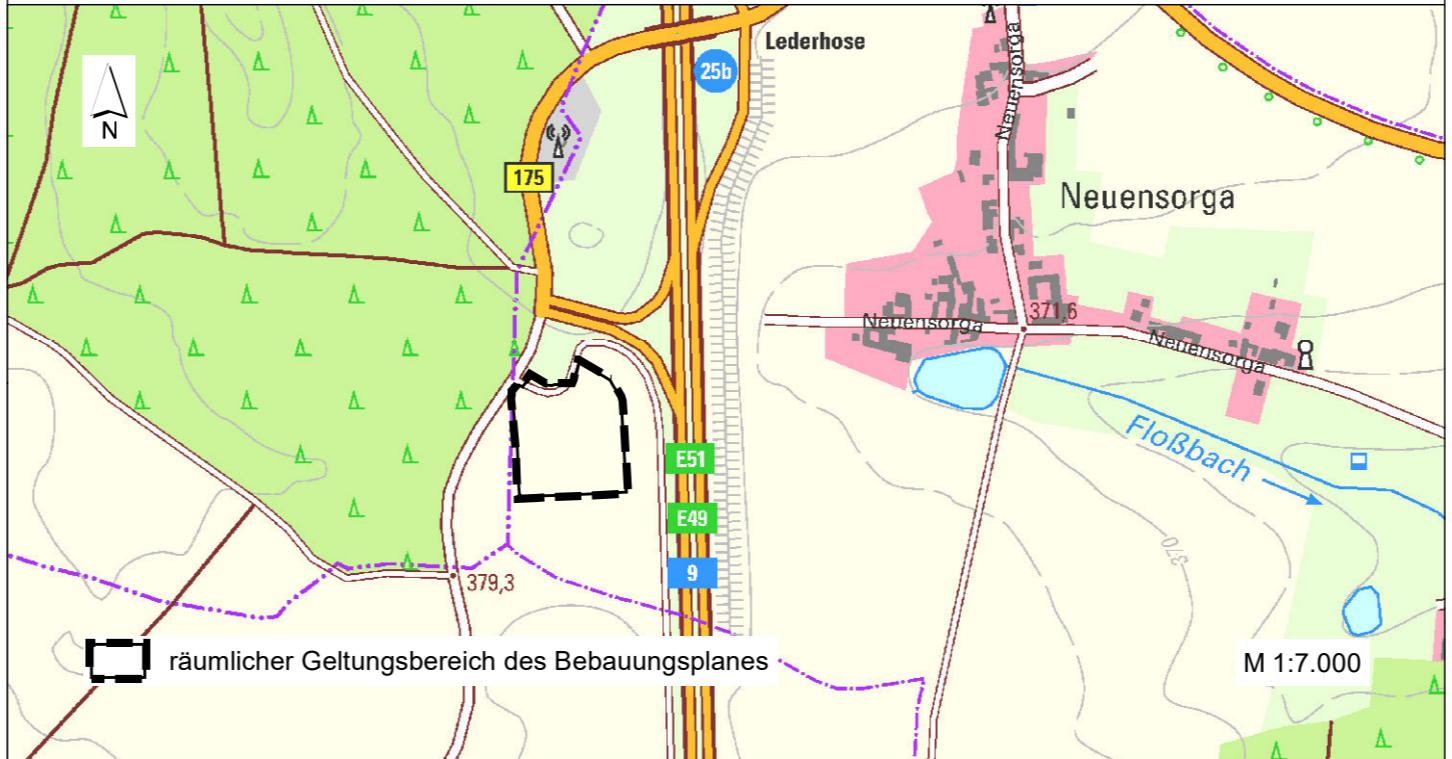 Lederhose
25b
N
175
Neuensorga
Neuensorga
Neuensorga
371,6
Neuensorga
Floßbach
E51
E49
9
370
379,3
räumlicher Geltungsbereich des Bebauungsplanes
M 1:7.000